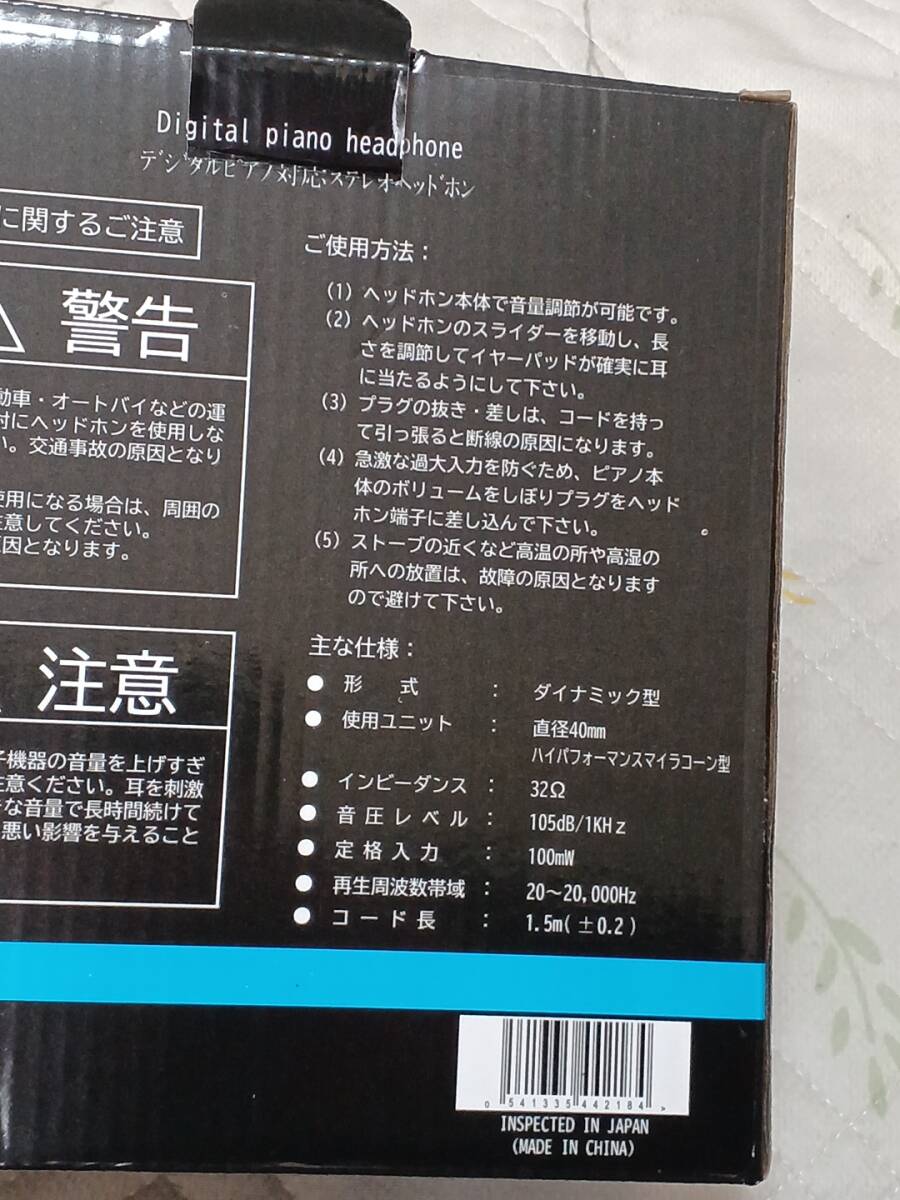 Digital piano headphone
デジタルピアノ対応:ステレオヘッドホン
に関するご注意
警告
動車・オートバイなどの運
時にヘッドホンを使用しな
い。交通事故の原因となり
使用になる場合は、周囲の
注意してください。
原因となります。
注意
子機器の音量を上げすぎ
注意ください。耳を刺激
きな音量で長時間続けて
悪い影響を与えること
ご使用方法：
(1) ヘッドホン本体で音量調節が可能です。
(2) ヘッドホンのスライダーを移動し、長
さを調節してイヤーパッドが確実に耳
に当たるようにして下さい。
(3) プラグの抜き・差しは、コードを持っ
て引っ張ると断線の原因になります。
(4) 急激な過大入力を防ぐため、ピアノ本
体のボリュームをしぼりプラグをヘッド
ホン端子に差し込んで下さい。
(5) ストーブの近くなど高温の所や高湿の
所への放置は、故障の原因となります
ので避けて下さい。
主な仕様：
● 形 式 ： ダイナミック型
● 使用ユニット ： 直径40mm
ハイパフォーマンスマイラコーン型
● インピーダンス ： 32Ω
● 音圧レベル ： 105dB/1KHz
● 定格入力 ： 100mW
● 再生周波数帯域 ： 20〜20,000Hz
● コード長 ： 1.5m(±0.2)
0 541335 442184 >
INSPECTED IN JAPAN
(MADE IN CHINA)